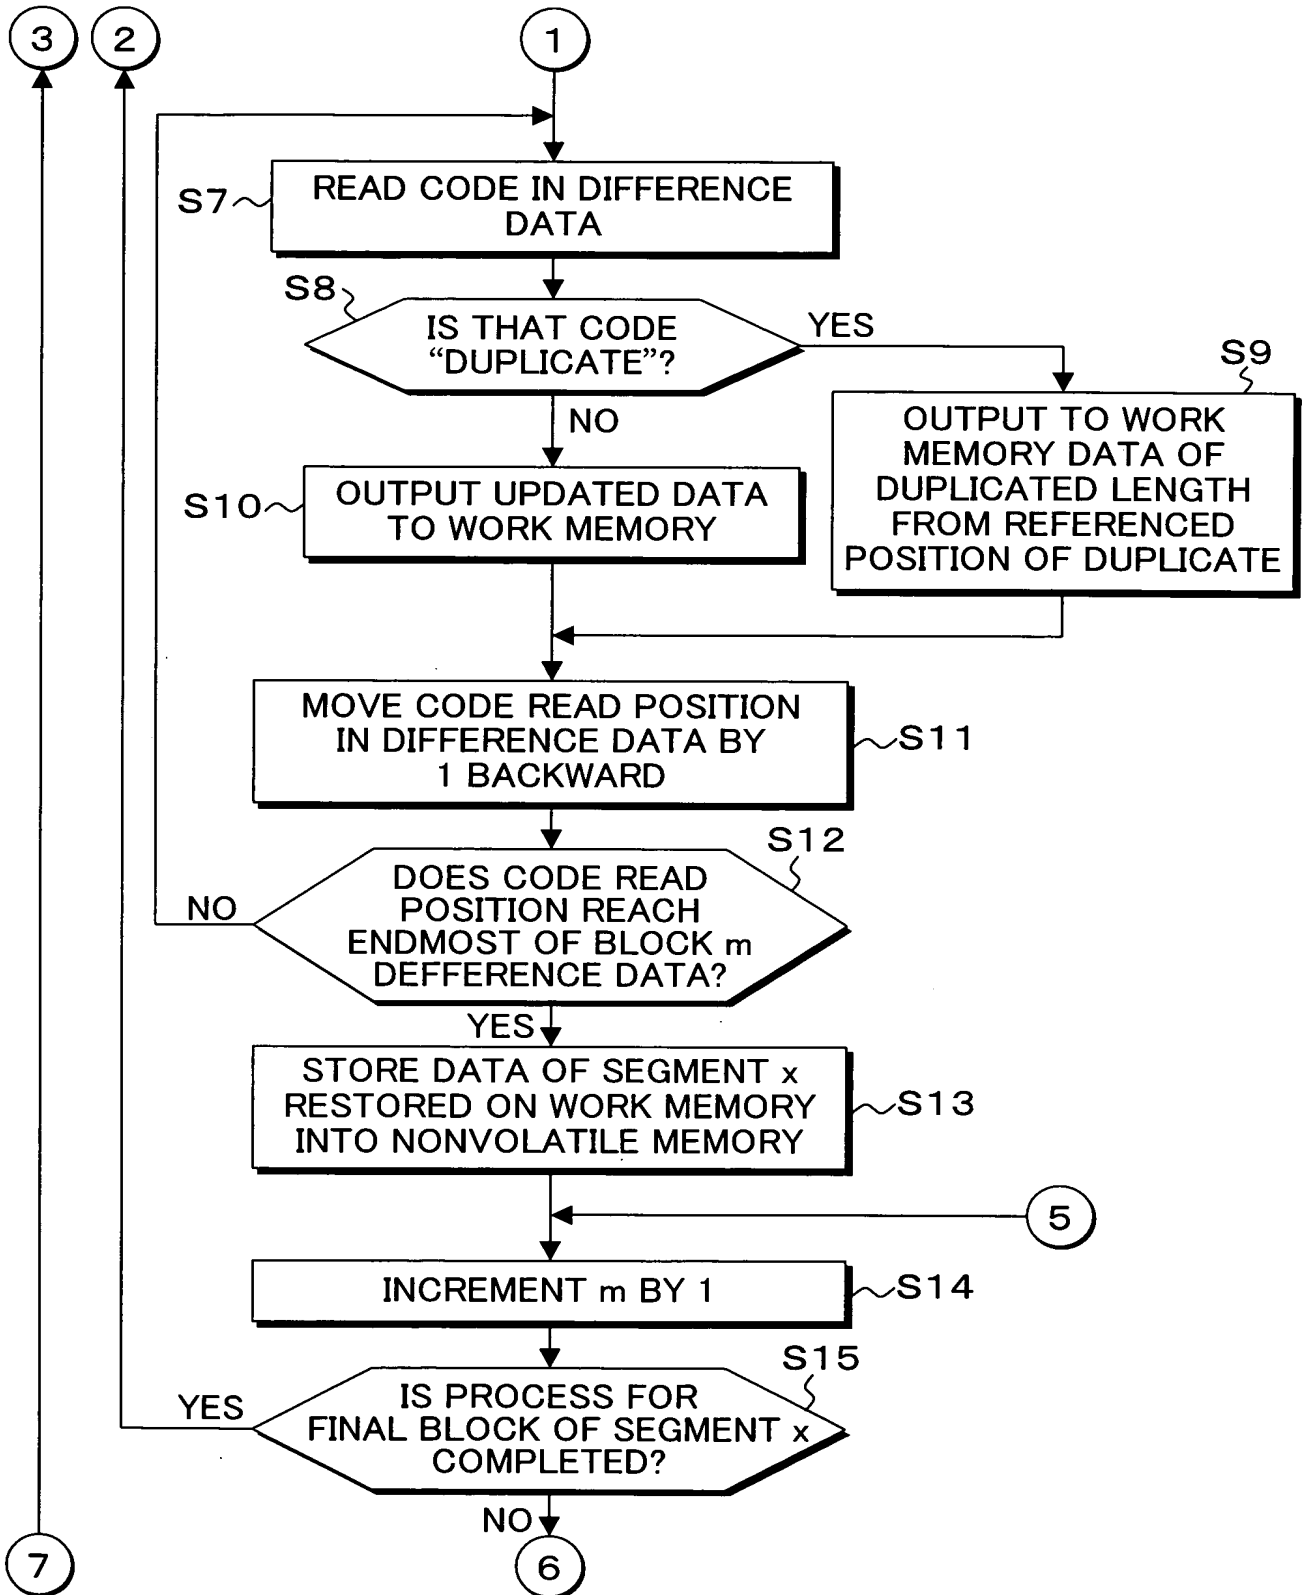 3
2
1
S7
READ CODE IN DIFFERENCE
DATA
S8
IS THAT CODE
“DUPLICATE”?
YES
NO
S9
OUTPUT TO WORK
MEMORY DATA OF
DUPLICATED LENGTH
FROM REFERENCED
POSITION OF DUPLICATE
S10
OUTPUT UPDATED DATA
TO WORK MEMORY
MOVE CODE READ POSITION
IN DIFFERENCE DATA BY
1 BACKWARD
S11
S12
DOES CODE READ
POSITION REACH
ENDMOST OF BLOCK m
DEFFERENCE DATA?
NO
YES
STORE DATA OF SEGMENT x
RESTORED ON WORK MEMORY
INTO NONVOLATILE MEMORY
S13
5
INCREMENT m BY 1
S14
S15
IS PROCESS FOR
FINAL BLOCK OF SEGMENT x
COMPLETED?
YES
NO
7
6